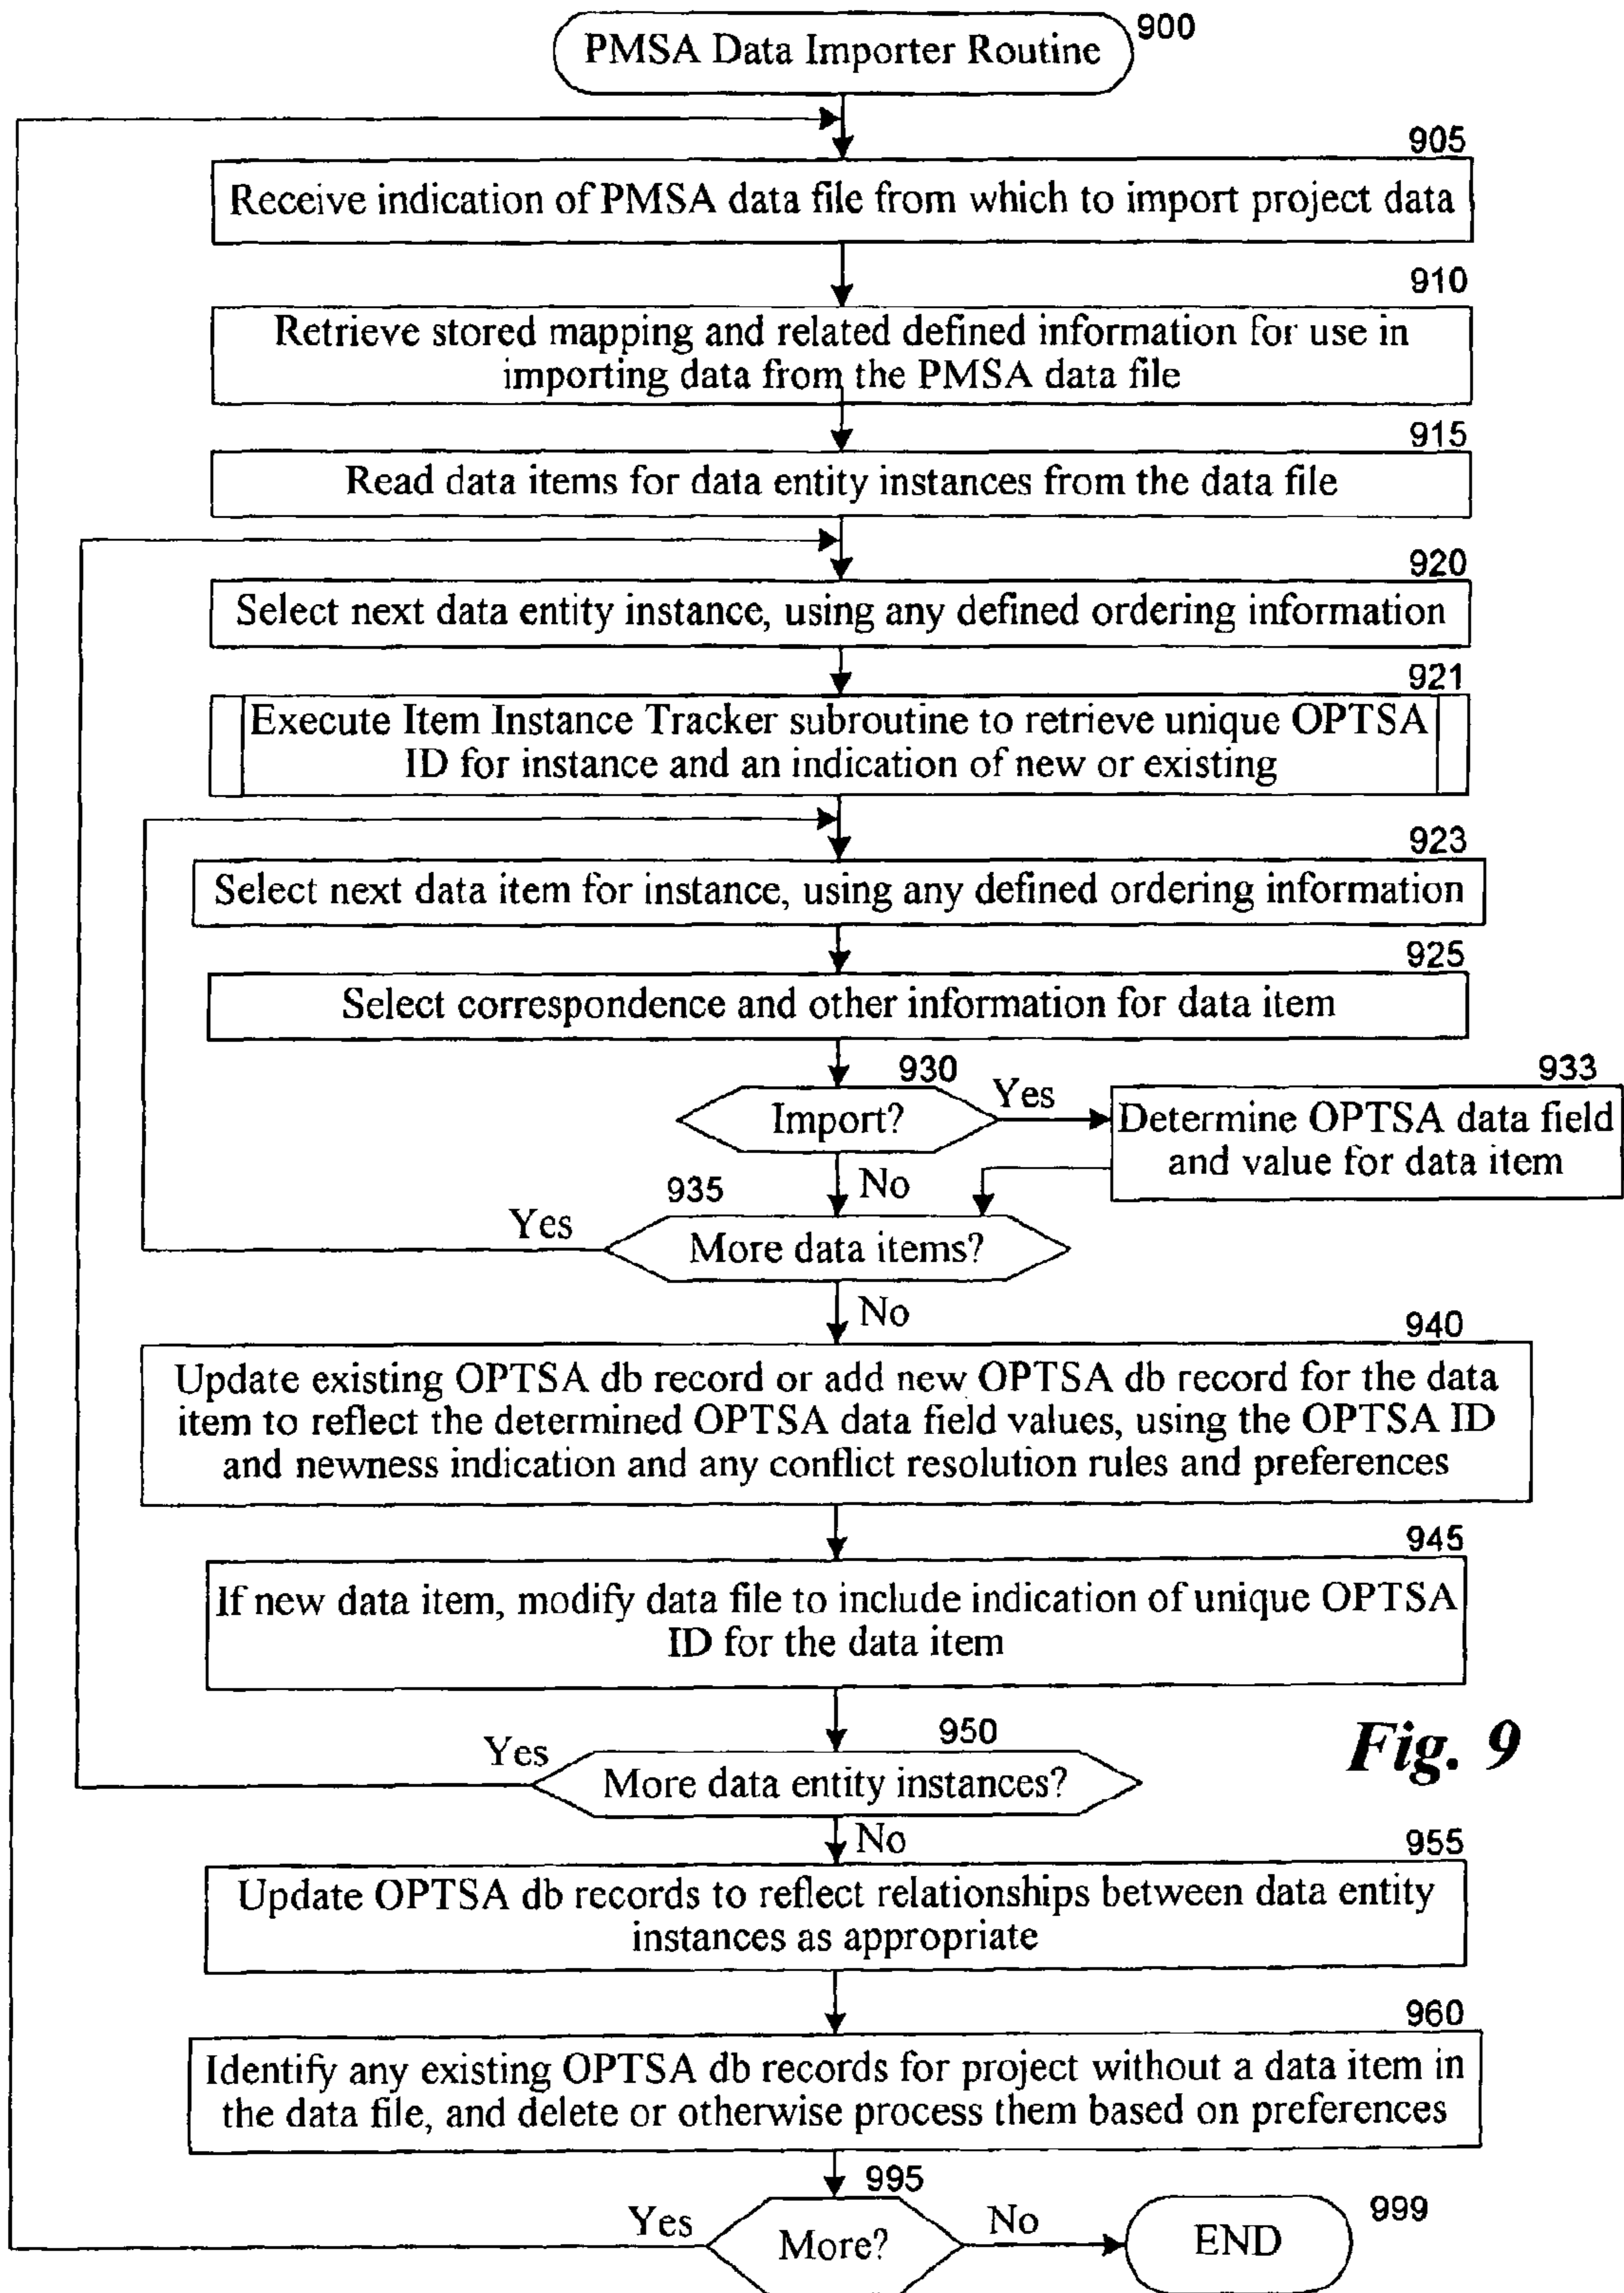 PMSA Data Importer Routine
900
905
Receive indication of PMSA data file from which to import project data
910
Retrieve stored mapping and related defined information for use in
importing data from the PMSA data file
915
Read data items for data entity instances from the data file
920
Select next data entity instance, using any defined ordering information
921
Execute Item Instance Tracker subroutine to retrieve unique OPTSA
ID for instance and an indication of new or existing
923
Select next data item for instance, using any defined ordering information
925
Select correspondence and other information for data item
930
Import?
Yes
933
Determine OPTSA data field
and value for data item
No
935
Yes
More data items?
No
940
Update existing OPTSA db record or add new OPTSA db record for the data
item to reflect the determined OPTSA data field values, using the OPTSA ID
and newness indication and any conflict resolution rules and preferences
945
If new data item, modify data file to include indication of unique OPTSA
ID for the data item
950
Yes
More data entity instances?
Fig. 9
No
955
Update OPTSA db records to reflect relationships between data entity
instances as appropriate
960
Identify any existing OPTSA db records for project without a data item in
the data file, and delete or otherwise process them based on preferences
995
Yes
More?
No
END
999